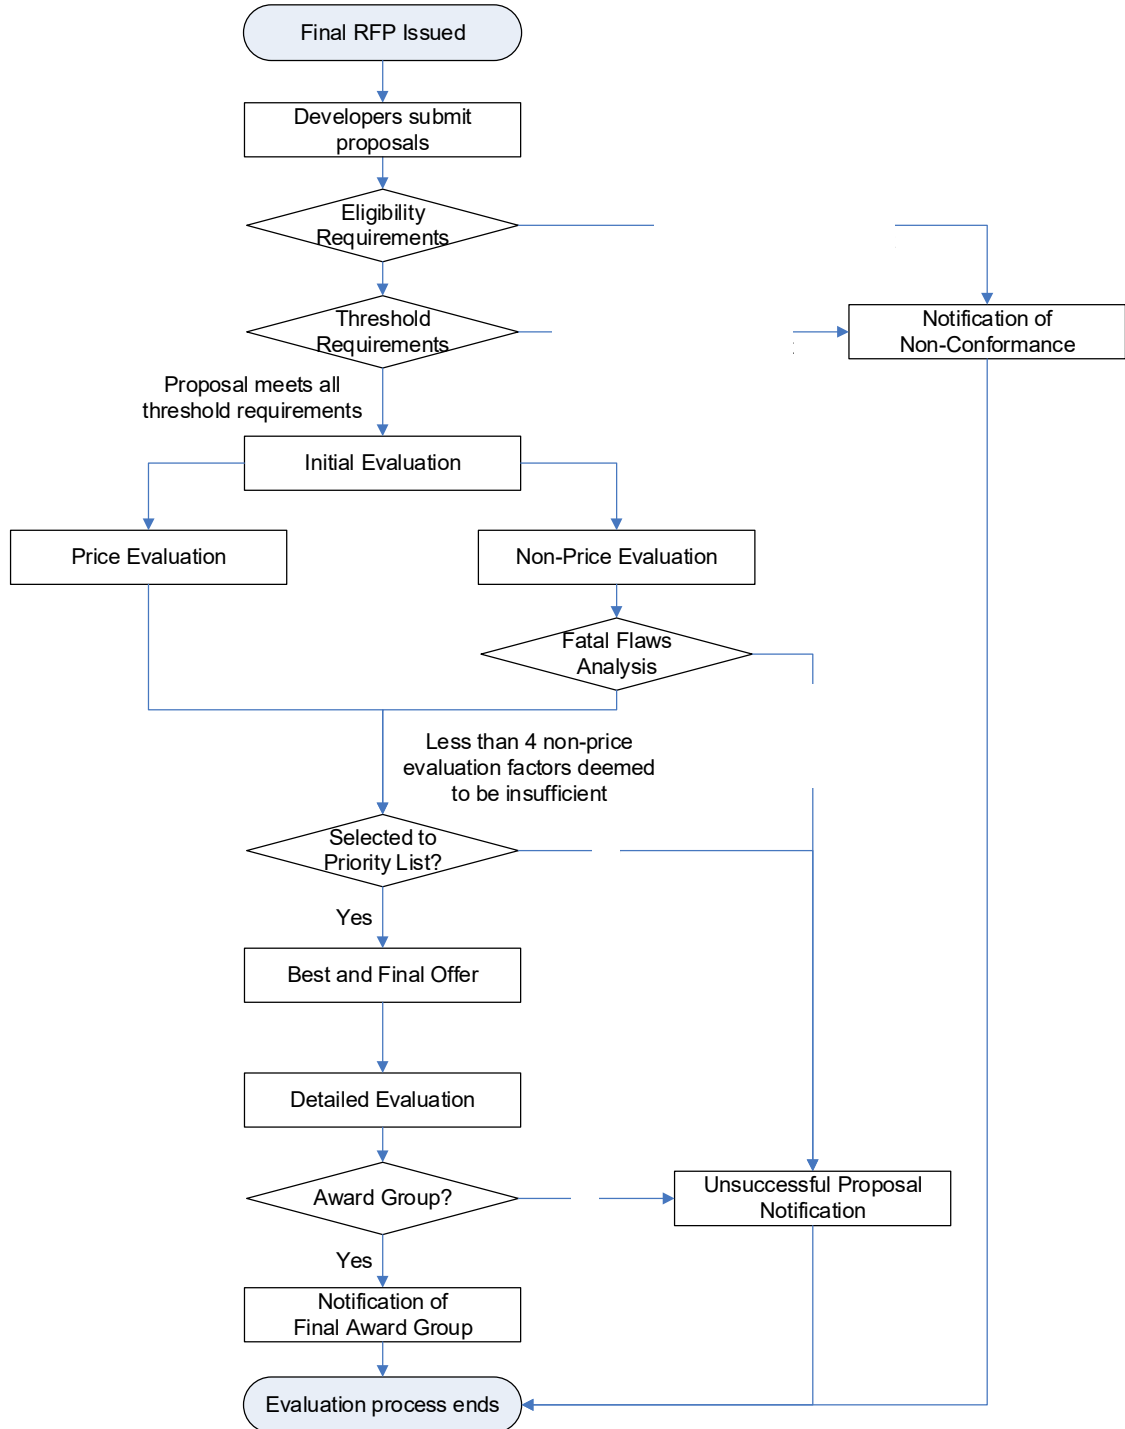 Final RFP Issued
Developers submit
proposals
Eligibility
Requirements
Threshold
Requirements
Notification of
Non-Conformance
Proposal meets all
threshold requirements
Initial Evaluation
Price Evaluation
Non-Price Evaluation
Fatal Flaws
Analysis
Less than 4 non-price
evaluation factors deemed
to be insufficient
Selected to
Priority List?
Yes
Best and Final Offer
Detailed Evaluation
Award Group?
Unsuccessful Proposal
Notification
Yes
Notification of
Final Award Group
Evaluation process ends